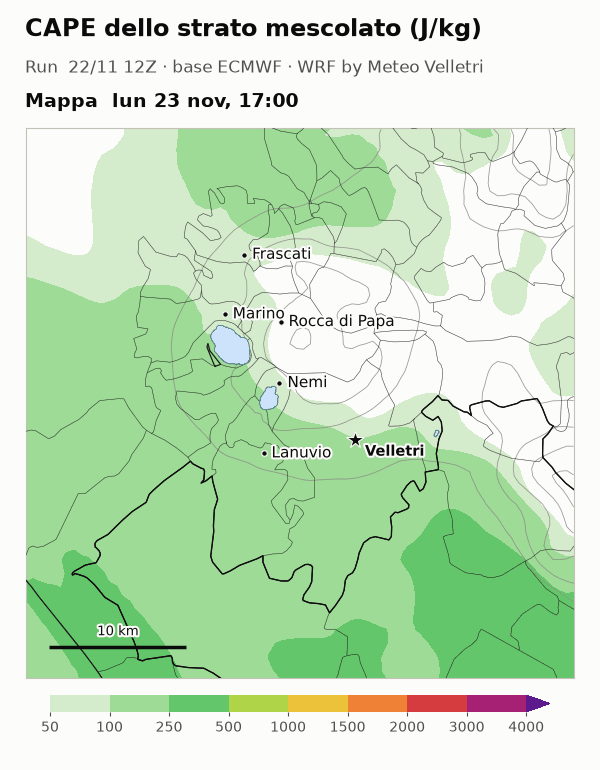 CAPE dello strato mescolato (J/kg)
Run  22/11 12Z · base ECMWF · WRF by Meteo Velletri
Mappa  lun 23 nov, 17:00
Frascati
Marino
Rocca di Papa
Nemi
Velletri
Lanuvio
10 km
50 100 250 500 1000 1500 2000 3000 4000